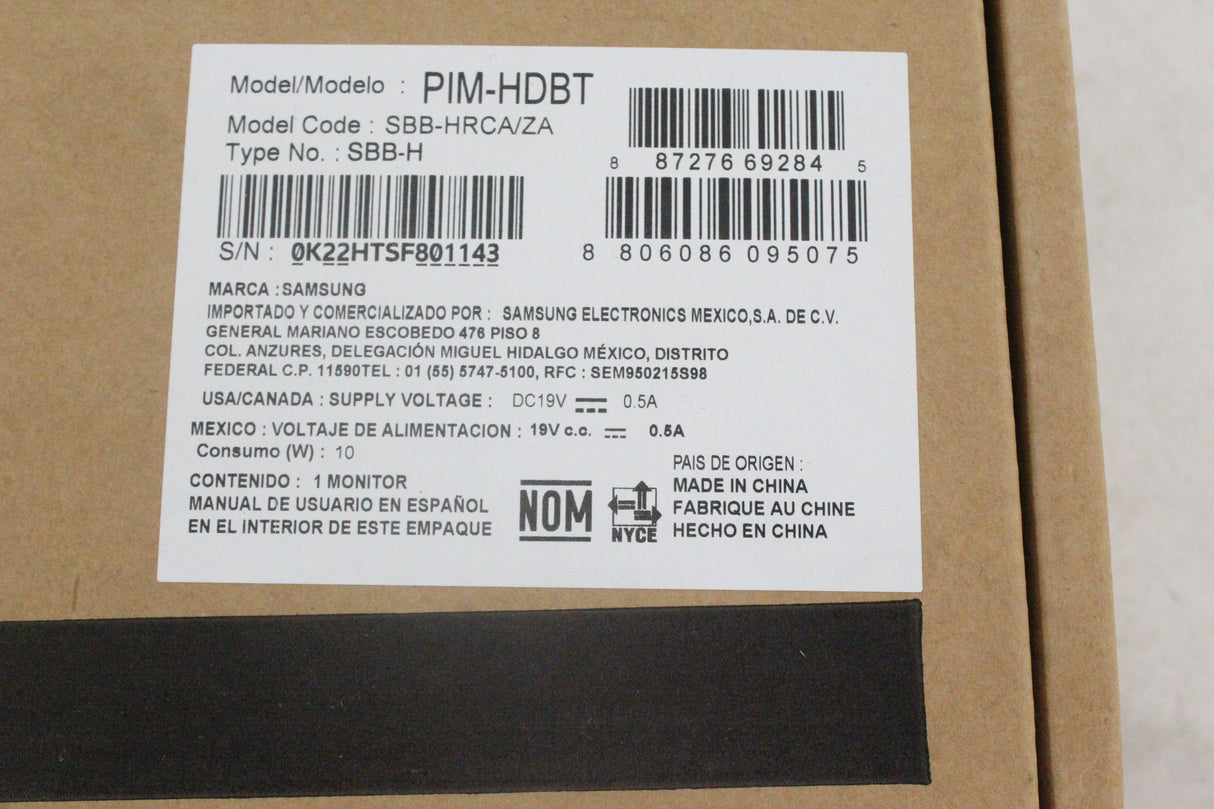 Model/Modelo : PIM-HDBT
Model Code : SBB-HRCA/ZA
Type No. : SBB-H
8 87276 69284 5
S/N : 0K22HTSF801143
8 806086 095075
MARCA : SAMSUNG
IMPORTADO Y COMERCIALIZADO POR : SAMSUNG ELECTRONICS MEXICO,S.A. DE C.V.
GENERAL MARIANO ESCOBEDO 476 PISO 8
COL. ANZURES, DELEGACIÓN MIGUEL HIDALGO MÉXICO, DISTRITO
FEDERAL C.P. 11590TEL : 01 (55) 5747-5100, RFC : SEM950215S98
USA/CANADA : SUPPLY VOLTAGE : DC19V 0.5A
MEXICO : VOLTAJE DE ALIMENTACION : 19V c.c. 0.5A
Consumo (W) : 10
CONTENIDO : 1 MONITOR
MANUAL DE USUARIO EN ESPAÑOL
EN EL INTERIOR DE ESTE EMPAQUE
NOM
NYCE
PAIS DE ORIGEN :
MADE IN CHINA
FABRIQUE AU CHINE
HECHO EN CHINA